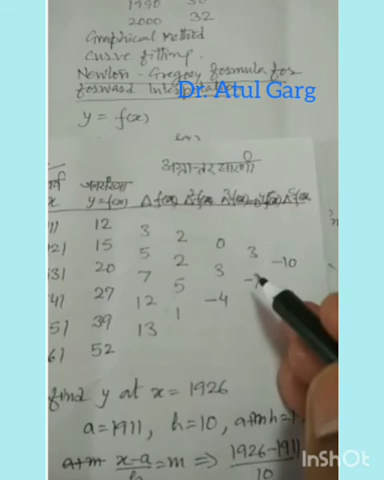 1990
2000 32
Graphical Method
Curve fitting.
Newton-Gregory formula for
forward
Dr. Atul Garg
y = f(x)
अग्रान्तर सारणी
वर्ष जनसंख्या
x y=f(x) Δf(x) Δ²f(x) Δ³f(x) Δ⁴f(x) Δ⁵f(x)
11 12
3
21 15 2
5 0
31 20 2 3
7 3 -10
41 27 5
12 -4
51 39 1
13
61 52
find y at x = 1926
a=1911, h=10, a+mh=
a+m x-a/h = m ⇒ 1926-1911/10
InShOt